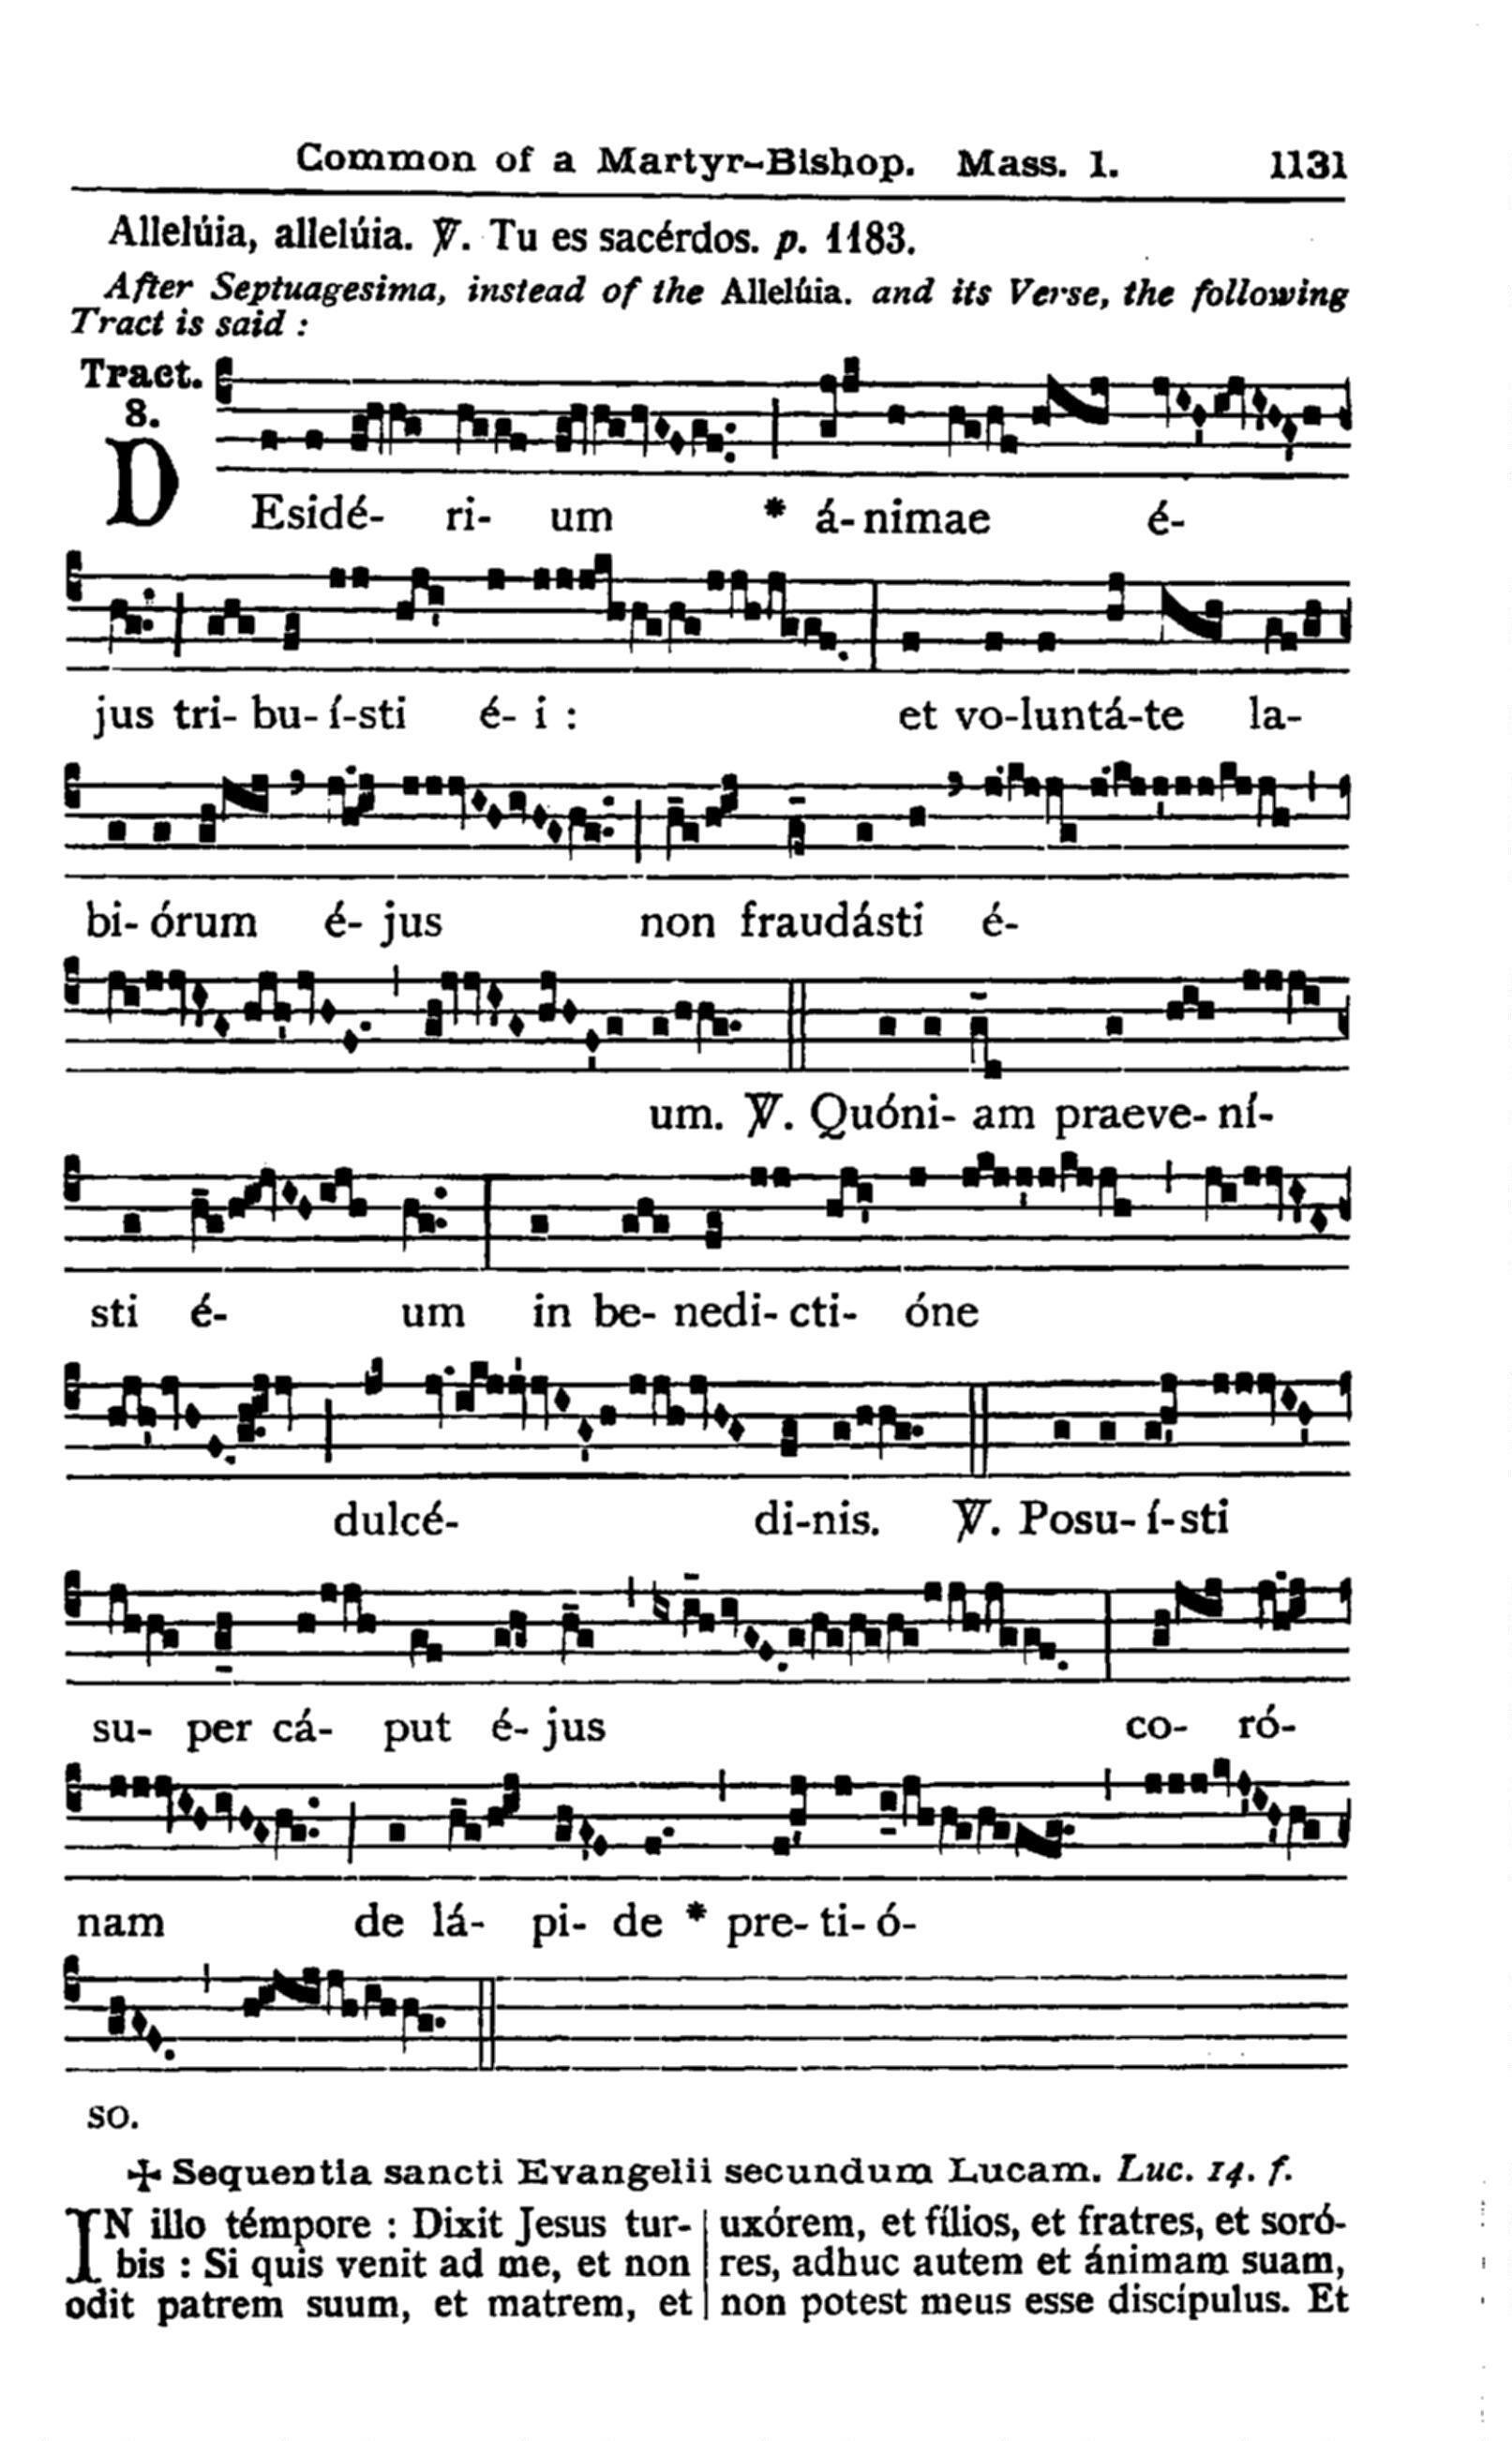 Common of a Martyr-Bishop. Mass. 1. 1131
Allelúia, allelúia. ℣. Tu es sacérdos. p. 1183.
After Septuagesima, instead of the Allelúia. and its Verse, the following
Tract is said :
Tract.
8.
DEsidé- ri- um * á-nimae é-
jus tri- bu- í-sti é- i : et vo-luntá-te la-
bi- órum é- jus non fraudásti é-
um. ℣. Quóni- am praeve- ní-
sti é- um in be- nedi- cti- óne
dulcé- di-nis. ℣. Posu- í-sti
su- per cá- put é- jus co- ró-
nam de lá- pi- de * pre- ti- ó-
so.
✠ Sequentia sancti Evangelii secundum Lucam. Luc. 14. f.
IN illo témpore : Dixit Jesus tur-
bis : Si quis venit ad me, et non
odit patrem suum, et matrem, et
uxórem, et fílios, et fratres, et soró-
res, adhuc autem et ánimam suam,
non potest meus esse discípulus. Et